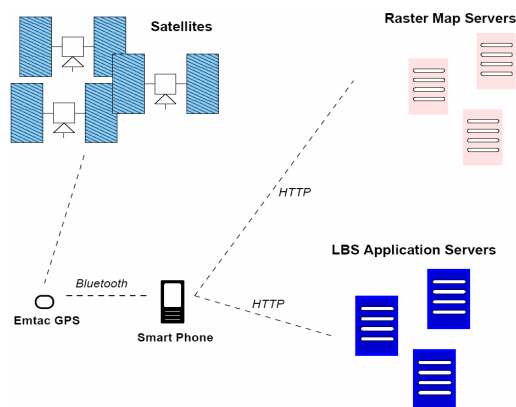 Satellites
Raster Map Servers
HTTP
LBS Application Servers
Bluetooth
HTTP
Emtac GPS
Smart Phone